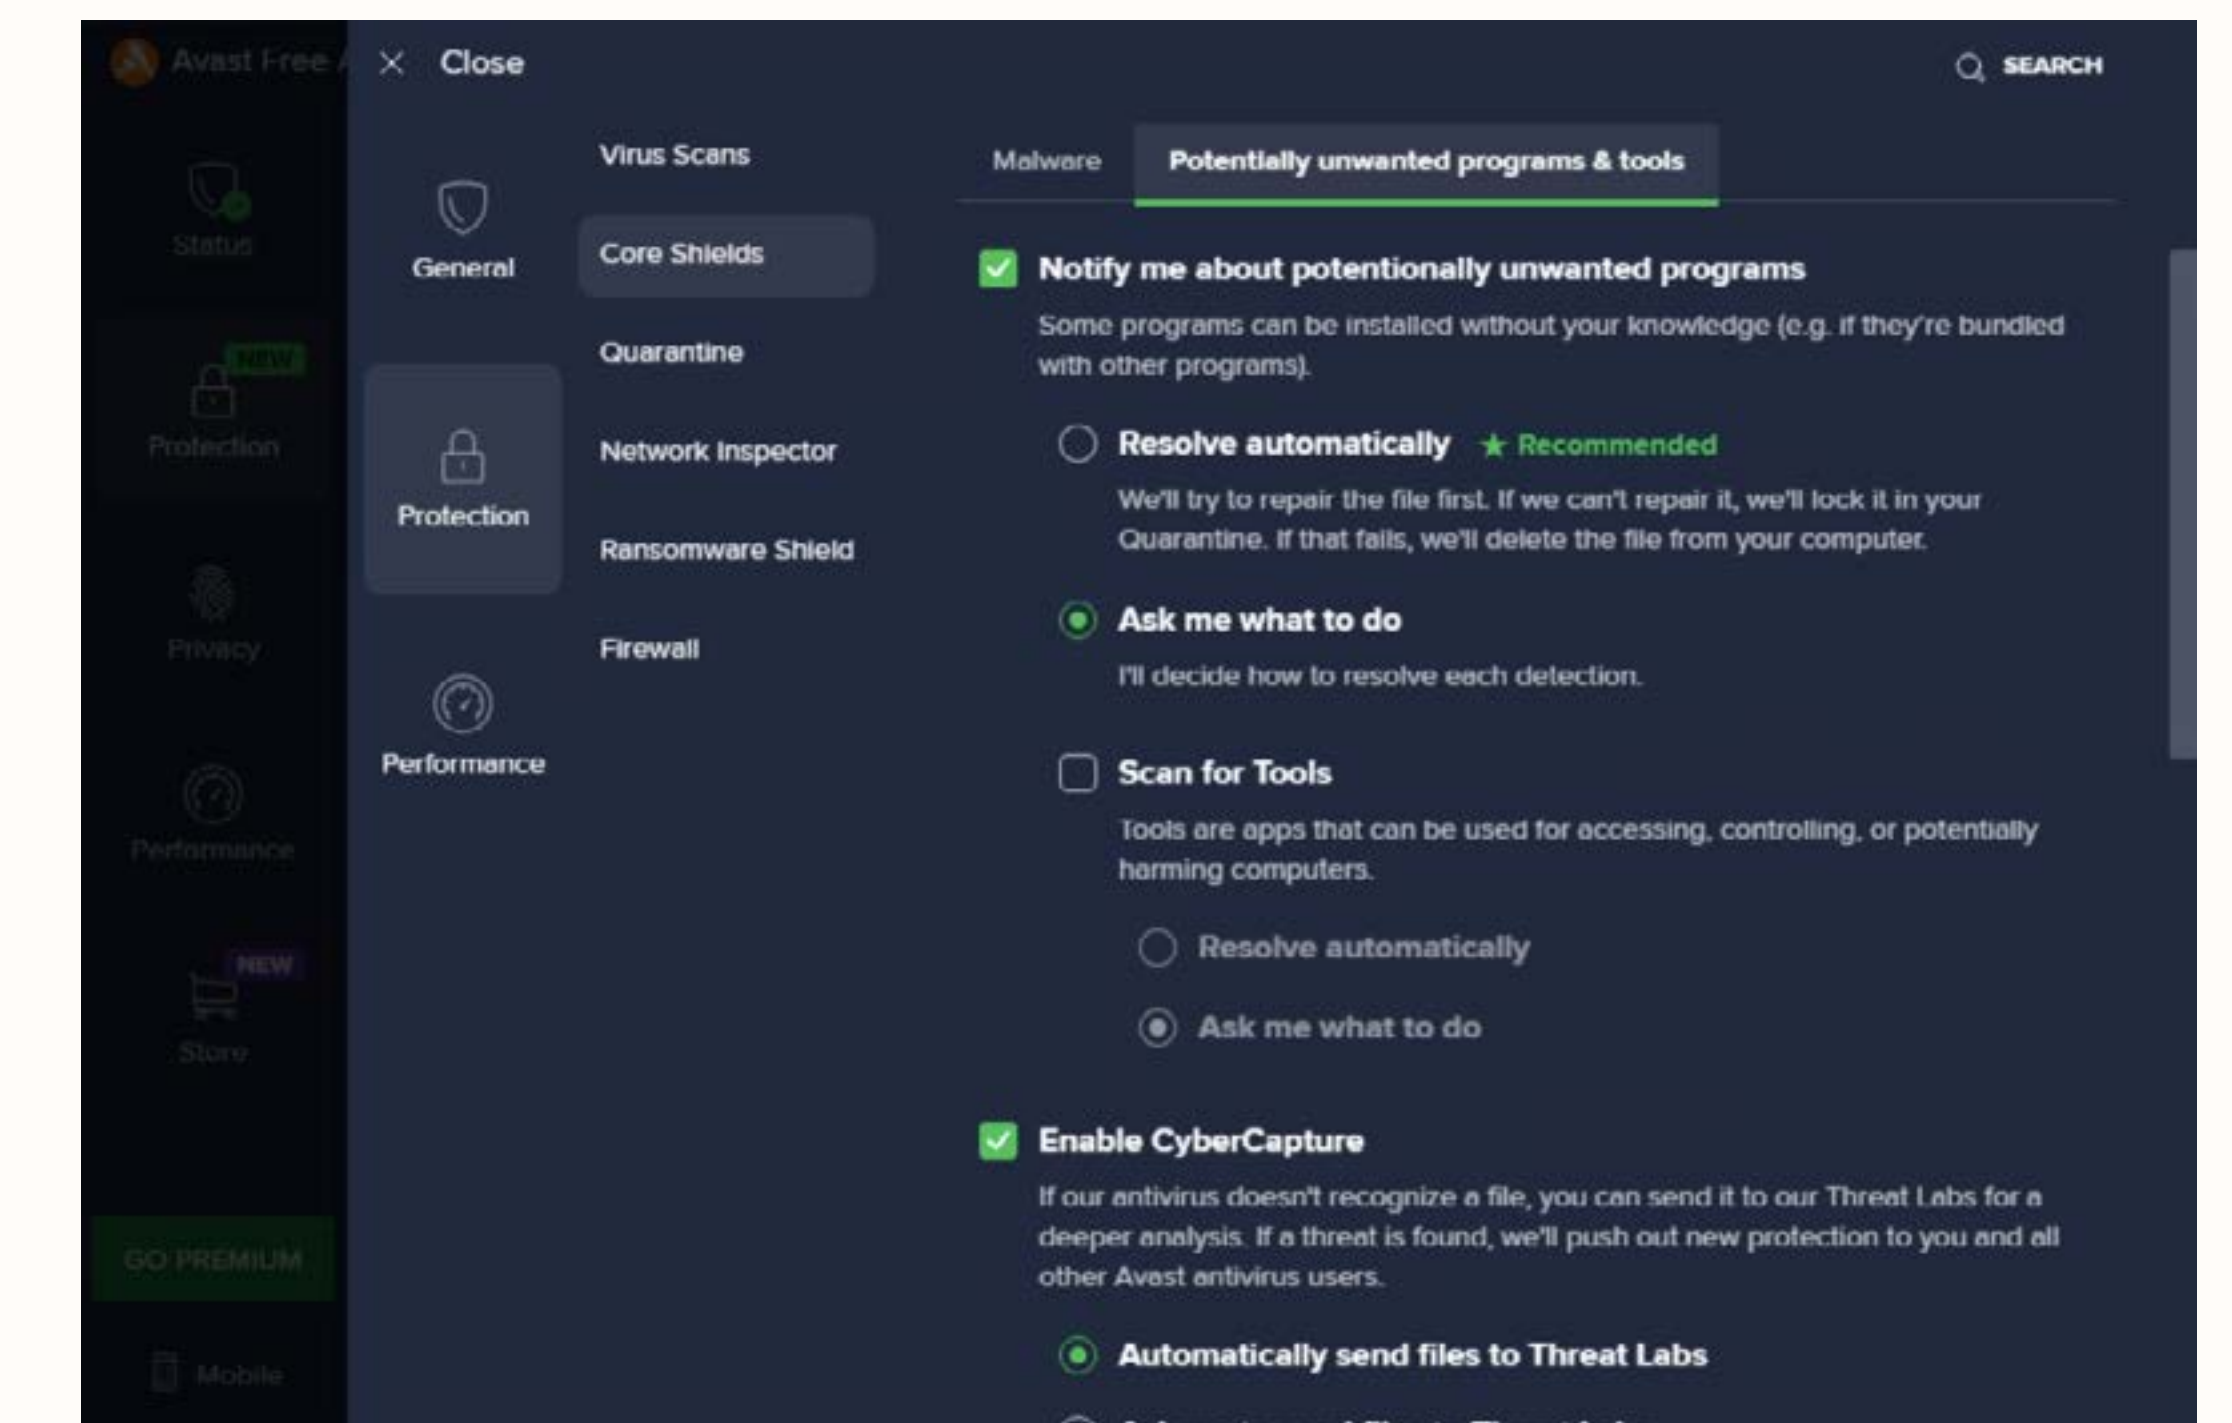 Avast Free
Close
SEARCH
Status
NEW
Protection
Privacy
Performance
NEW
Store
GO PREMIUM
Mobile
General
Protection
Performance
Virus Scans
Core Shields
Quarantine
Network Inspector
Ransomware Shield
Firewall
Malware
Potentially unwanted programs & tools
Notify me about potentionally unwanted programs
Some programs can be installed without your knowledge (e.g. if they're bundled
with other programs).
Resolve automatically ★ Recommended
We'll try to repair the file first. If we can't repair it, we'll lock it in your
Quarantine. If that fails, we'll delete the file from your computer.
Ask me what to do
I'll decide how to resolve each detection.
Scan for Tools
Tools are apps that can be used for accessing, controlling, or potentially
harming computers.
Resolve automatically
Ask me what to do
Enable CyberCapture
If our antivirus doesn't recognize a file, you can send it to our Threat Labs for a
deeper analysis. If a threat is found, we'll push out new protection to you and all
other Avast antivirus users.
Automatically send files to Threat Labs